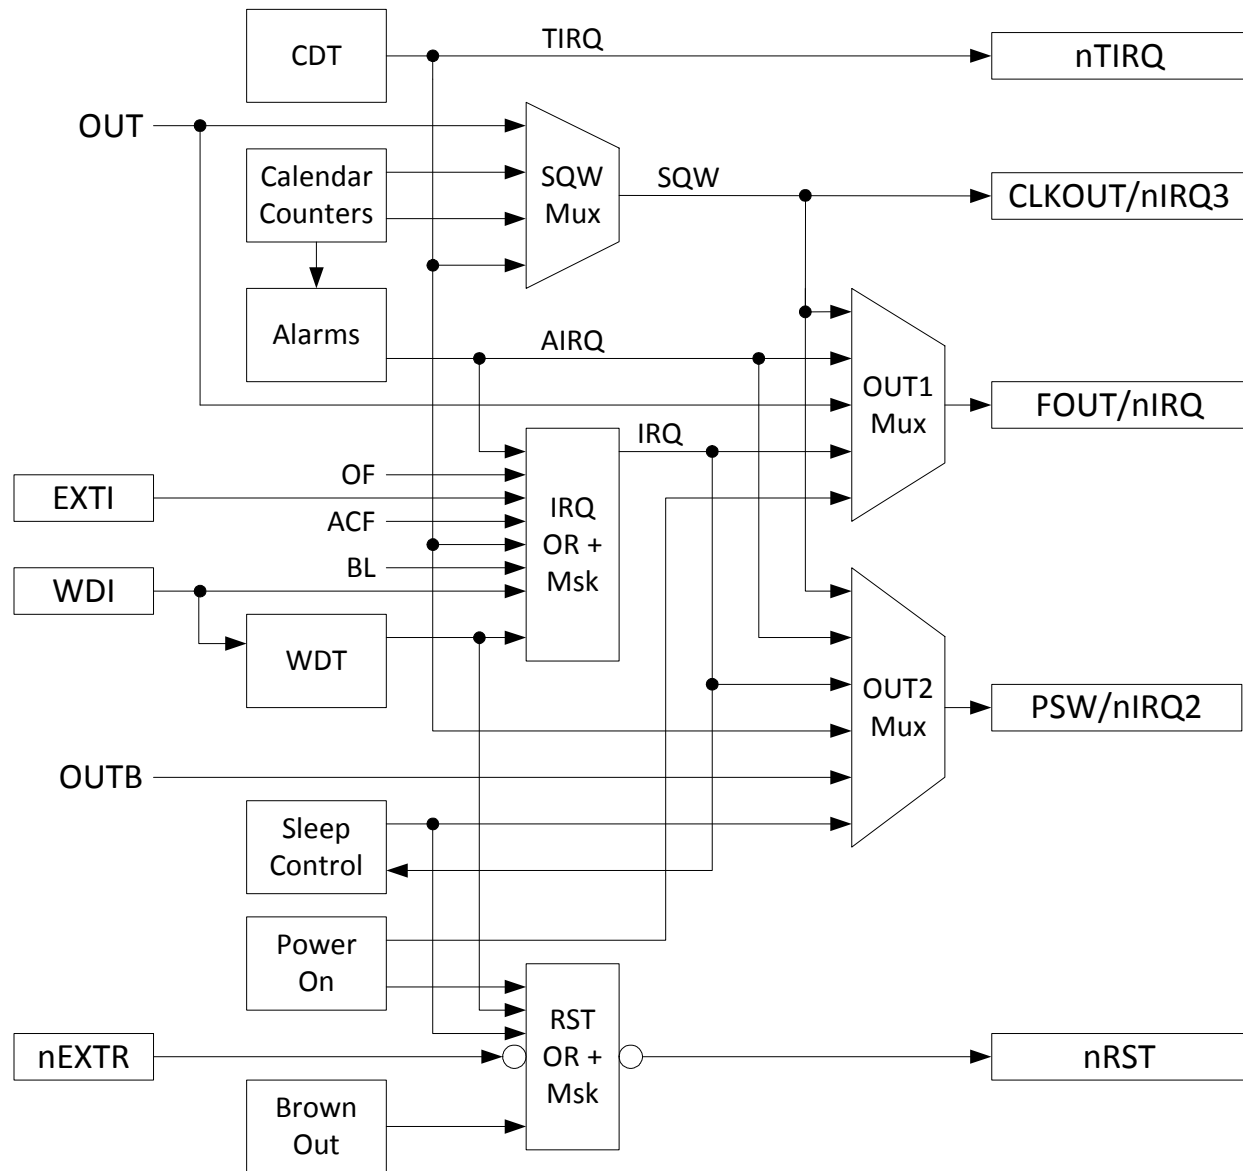 CDT
TIRQ
nTIRQ
OUT
Calendar
Counters
SQW
Mux
SQW
CLKOUT/nIRQ3
Alarms
AIRQ
OUT1
Mux
FOUT/nIRQ
IRQ
OF
EXTI
ACF
BL
IRQ
OR +
Msk
WDI
WDT
OUT2
Mux
PSW/nIRQ2
OUTB
Sleep
Control
Power
On
nEXTR
RST
OR +
Msk
nRST
Brown
Out